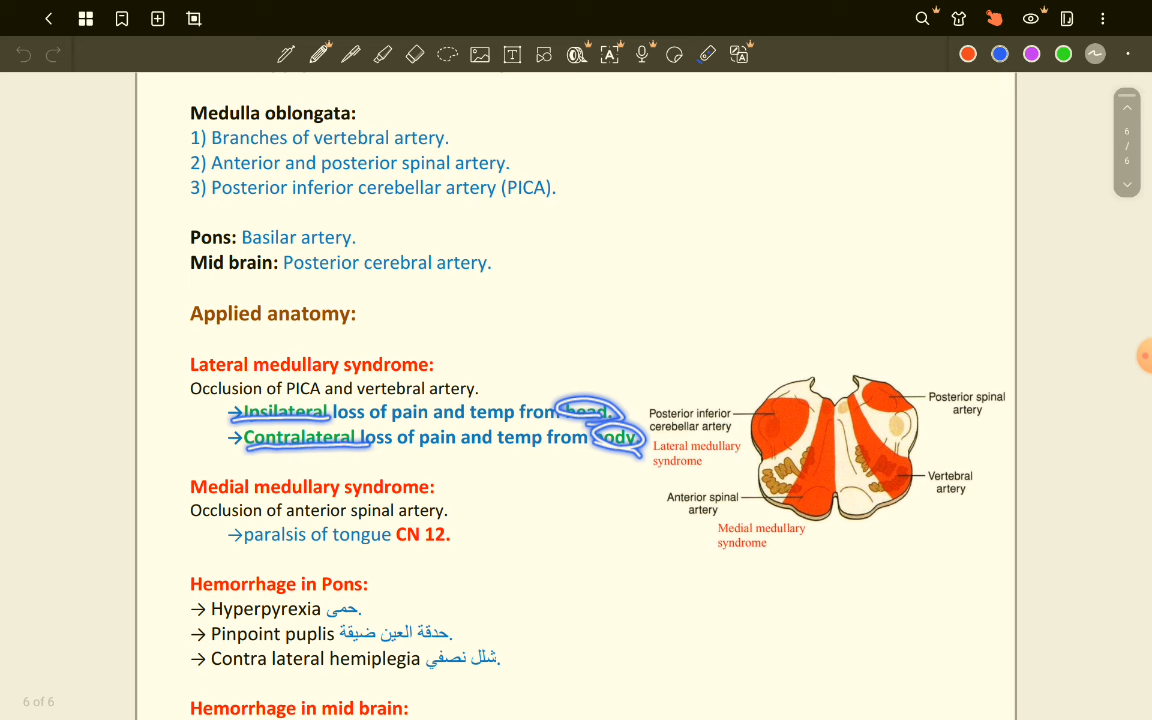 Medulla oblongata:
1) Branches of vertebral artery.
2) Anterior and posterior spinal artery.
3) Posterior inferior cerebellar artery (PICA).
Pons: Basilar artery.
Mid brain: Posterior cerebral artery.
Applied anatomy:
Lateral medullary syndrome:
Occlusion of PICA and vertebral artery.
→Ipsilateral loss of pain and temp from head.
→Contralateral loss of pain and temp from body.
Medial medullary syndrome:
Occlusion of anterior spinal artery.
→paralsis of tongue CN 12.
Posterior inferior
cerebellar artery
Lateral medullary
syndrome
Anterior spinal
artery
Medial medullary
syndrome
Posterior spinal
artery
Vertebral
artery
Hemorrhage in Pons:
→ Hyperpyrexia حمى.
→ Pinpoint puplis حدقة العين ضيقة.
→ Contra lateral hemiplegia شلل نصفي.
Hemorrhage in mid brain:
6
/
6
6 of 6